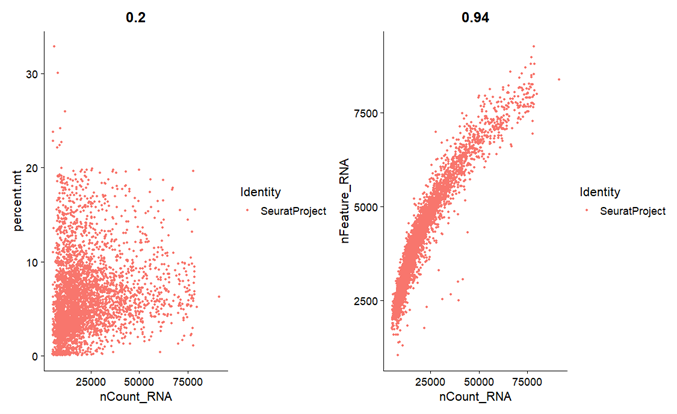 0.2
30
20
10
0
percent.mt
25000 50000 75000
nCount_RNA
Identity
SeuratProject
0.94
7500
5000
2500
nFeature_RNA
25000 50000 75000
nCount_RNA
Identity
SeuratProject